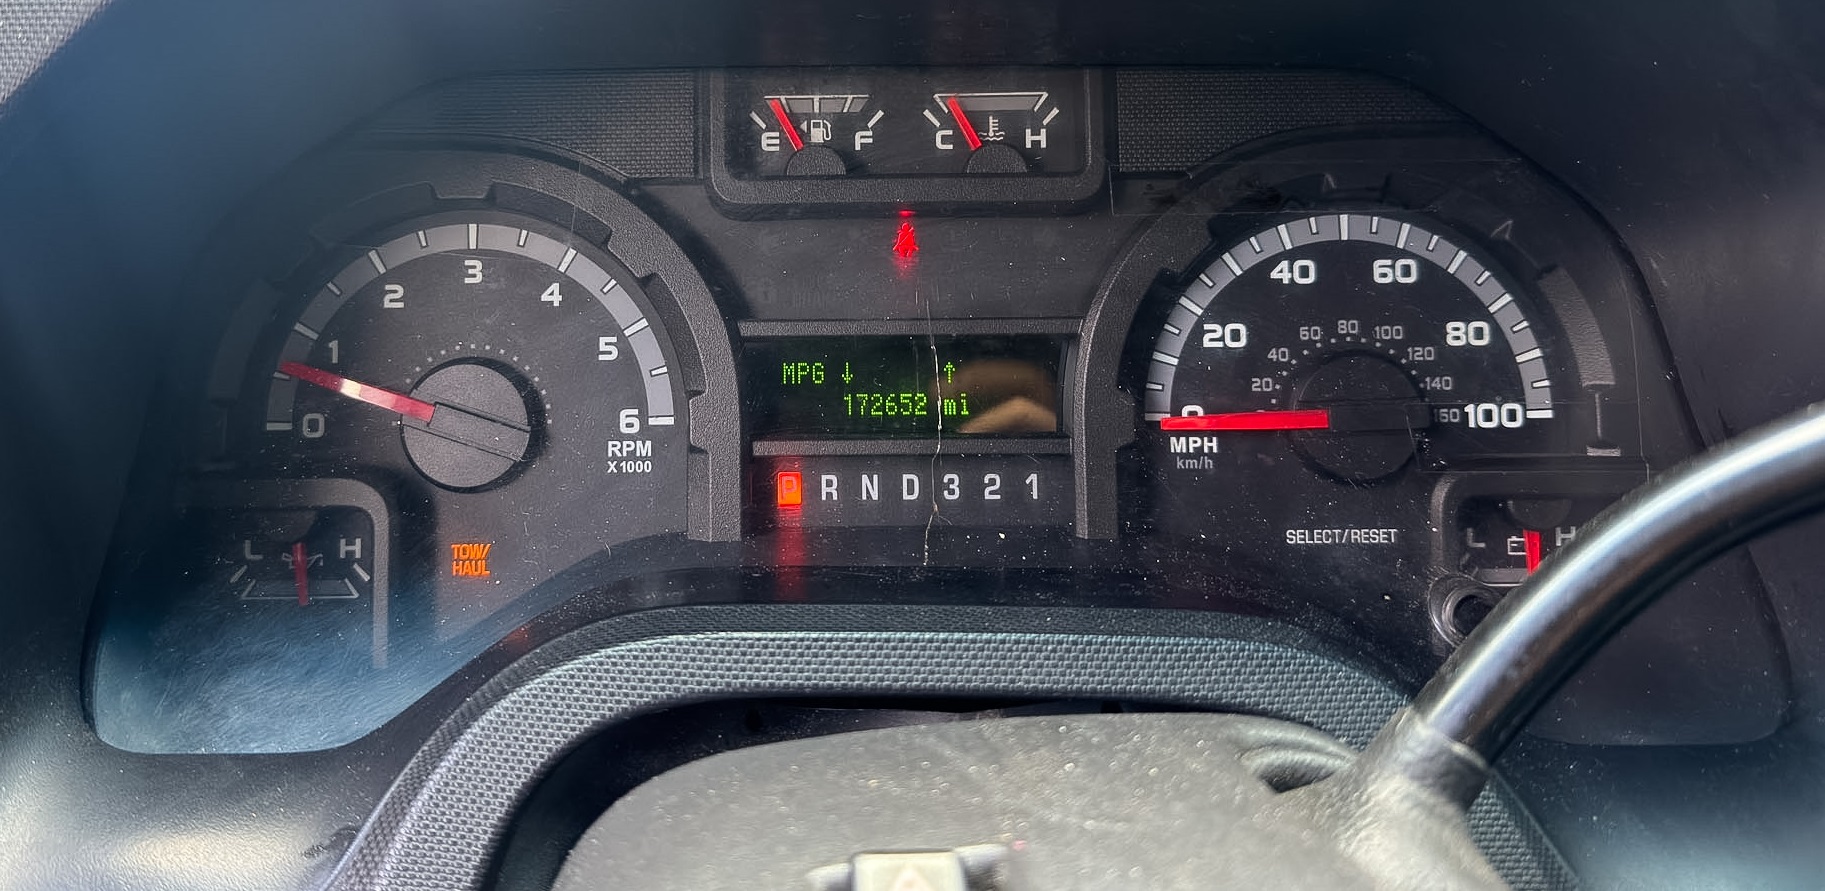 E F
C H
0 1 2 3 4 5 6
RPM
X1000
MPG ↓ ↑
172652 mi
P R N D 3 2 1
0 20 40 60 80 100
20 40 60 80 100 120 140 160
MPH
km/h
L H
TOW/
HAUL
SELECT/RESET
L H